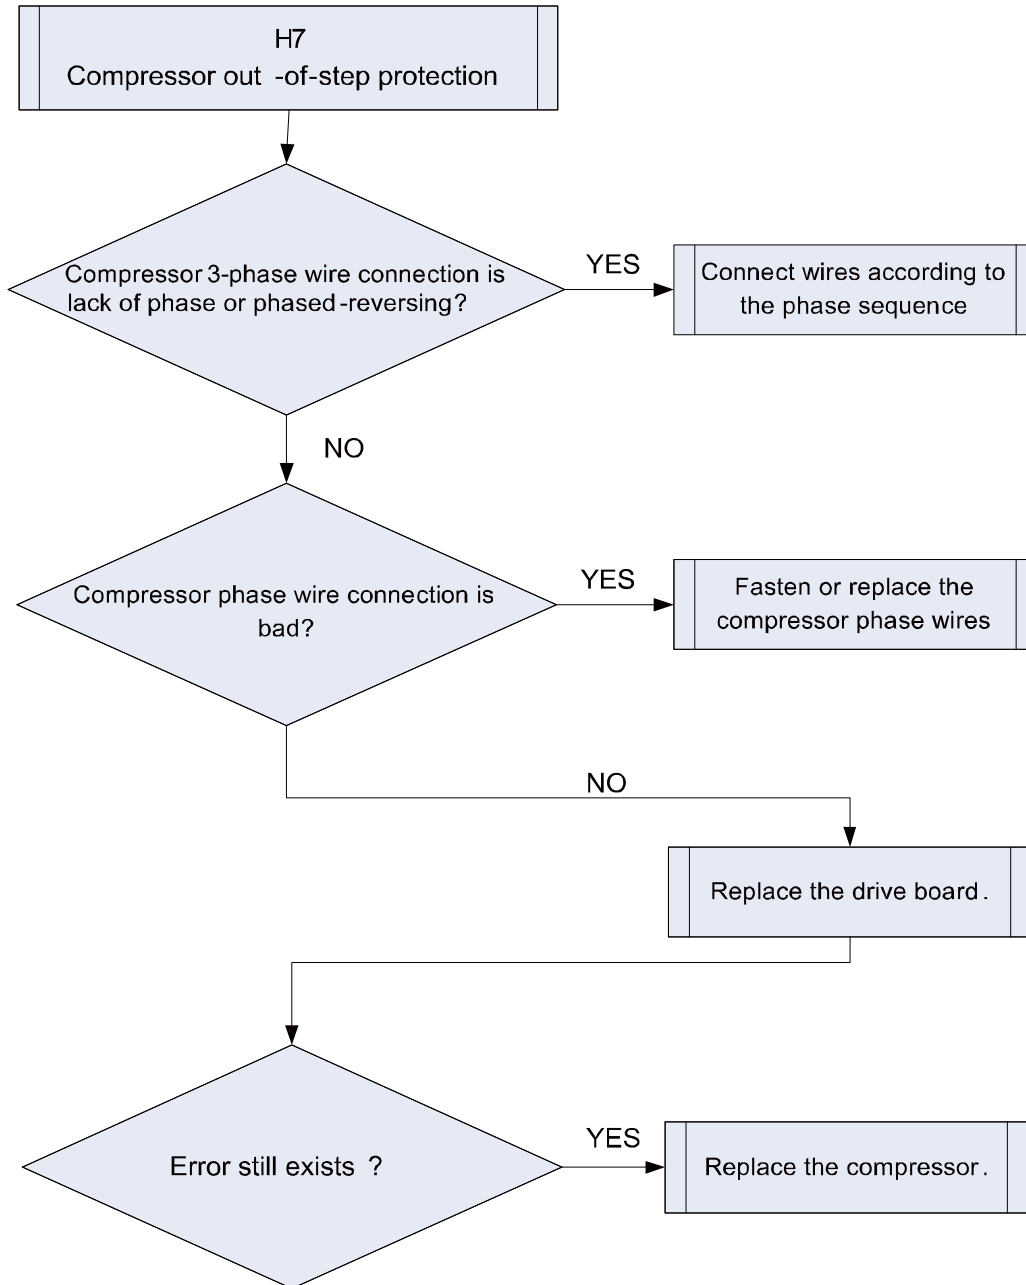 H7
Compressor out -of-step protection
Compressor 3-phase wire connection is
lack of phase or phased-reversing?
YES
Connect wires according to
the phase sequence
NO
Compressor phase wire connection is
bad?
YES
Fasten or replace the
compressor phase wires
NO
Replace the drive board.
Error still exists ?
YES
Replace the compressor.